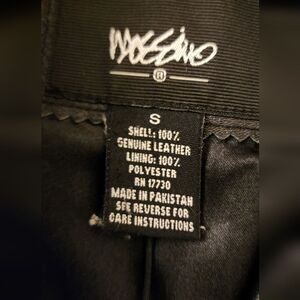 mossimo
®
S
SHELL: 100%
GENUINE LEATHER
LINING: 100%
POLYESTER
RN 17730
MADE IN PAKISTAN
SEE REVERSE FOR
CARE INSTRUCTIONS